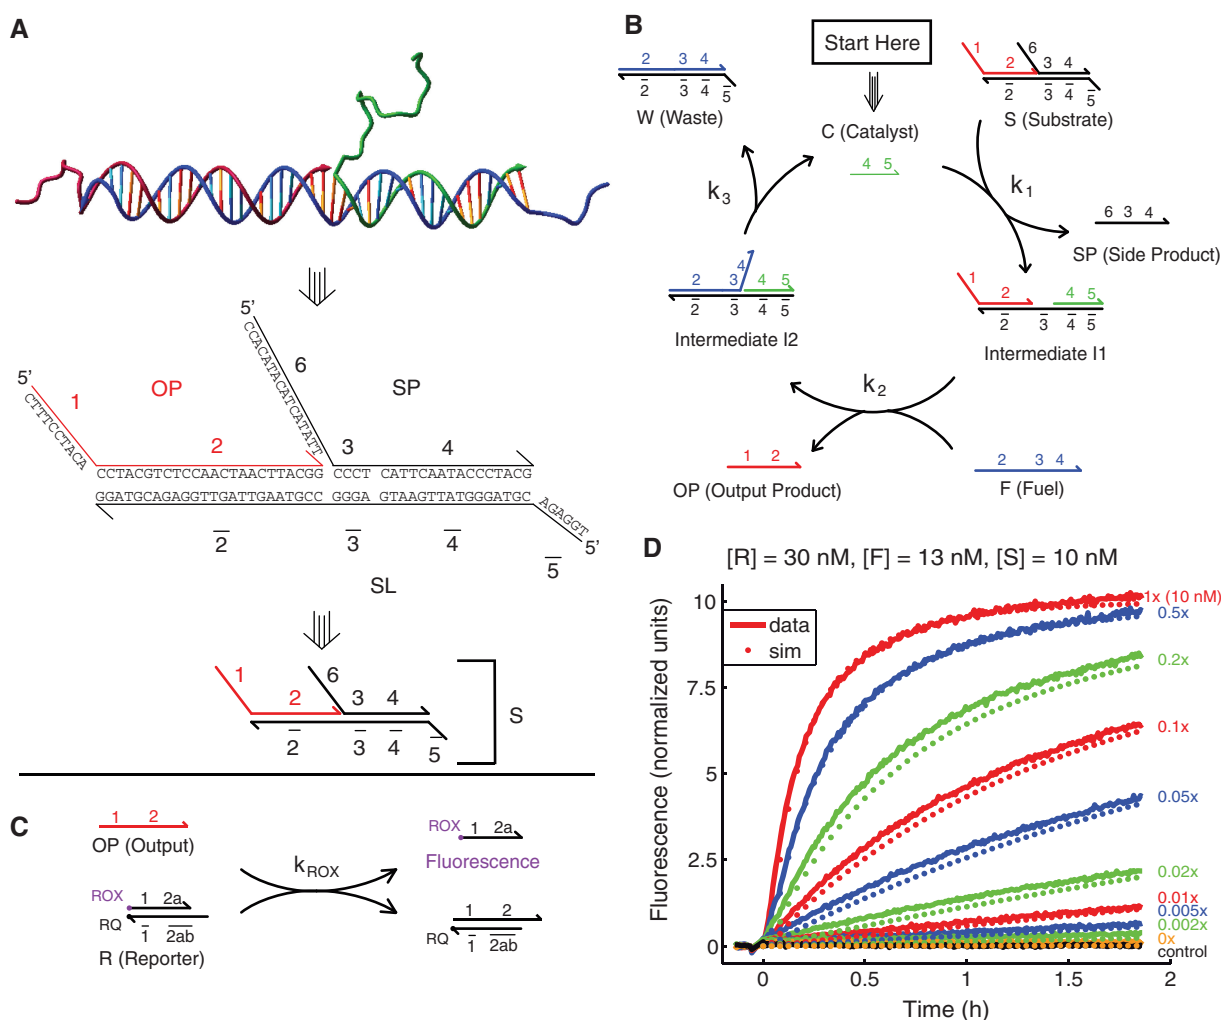 A
5'
CCACATACATCATATT
6
5'
1
OP
SP
CTTTCCTACA
2
3
4
CCTACGTCTCCAACTAACTTACGG CCCT CATTCAATACCCTACG
GGATGCAGAGGTTGATTGAATGCC GGGA GTAAGTTATGGGATGC
AGAGGT
5'
2̅ 3̅ 4̅ 5̅
SL
1 2 6 3 4
2̅ 3̅ 4̅ 5̅
S
B
Start Here
2 3 4
2̅ 3̅ 4̅ 5̅
W (Waste)
C (Catalyst)
4 5
1 2 6 3 4
2̅ 3̅ 4̅ 5̅
S (Substrate)
k3
k1
6 3 4
SP (Side Product)
2 3 4 4 5
2̅ 3̅ 4̅ 5̅
Intermediate I2
1 2 4 5
2̅ 3̅ 4̅ 5̅
Intermediate I1
k2
1 2
OP (Output Product)
2 3 4
F (Fuel)
C
1 2
OP (Output)
ROX 1 2a
RQ
1̅ 2ab̅
R (Reporter)
kROX
ROX 1 2a
Fluorescence
1 2
RQ 1̅ 2ab̅
D
[R] = 30 nM, [F] = 13 nM, [S] = 10 nM
Fluorescence (normalized units)
10
7.5
5
2.5
0
data
sim
1x (10 nM)
0.5x
0.2x
0.1x
0.05x
0.02x
0.01x
0.005x
0.002x
0x
control
0 0.5 1 1.5 2
Time (h)